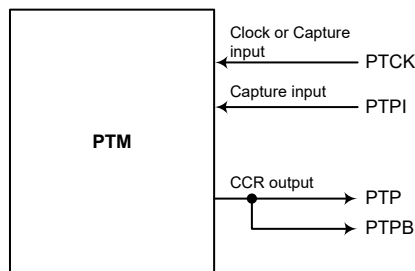 Clock or Capture
input
PTCK
Capture input
PTPI
PTM
CCR output
PTP
PTPB